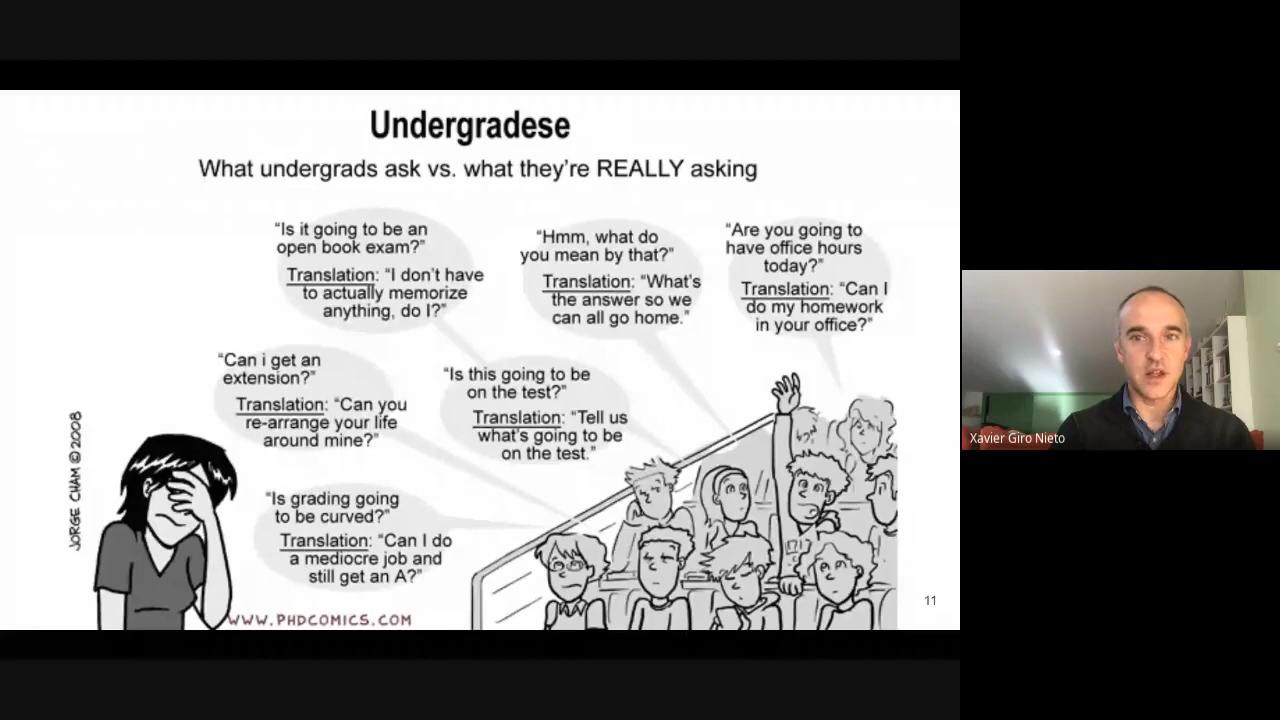 Undergradese
What undergrads ask vs. what they're REALLY asking
"Is it going to be an
open book exam?"
Translation: "I don't have
to actually memorize
anything, do I?"
"Hmm, what do
you mean by that?"
Translation: "What's
the answer so we
can all go home."
"Are you going to
have office hours
today?"
Translation: "Can I
do my homework
in your office?"
"Can i get an
extension?"
Translation: "Can you
re-arrange your life
around mine?"
"Is this going to be
on the test?"
Translation: "Tell us
what's going to be
on the test."
"Is grading going
to be curved?"
Translation: "Can I do
a mediocre job and
still get an A?"
JORGE CHAM © 2008
WWW.PHDCOMICS.COM
11
Xavier Giro Nieto